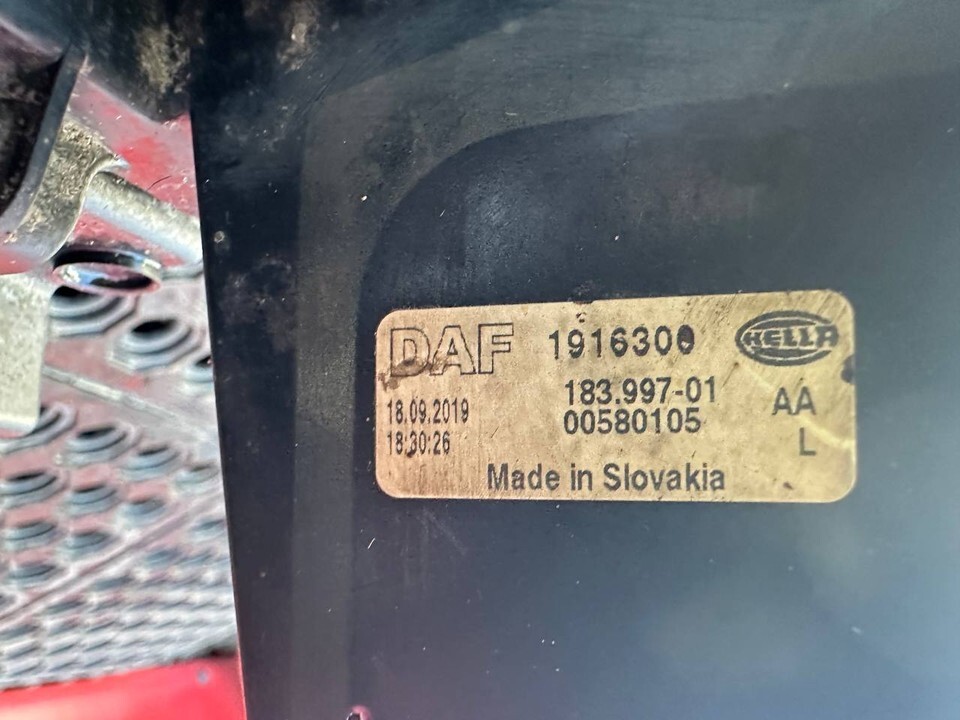 DAF 1916300 HELLA
183.997-01 AA
18.09.2019 00580105
18:30:26 L
Made in Slovakia